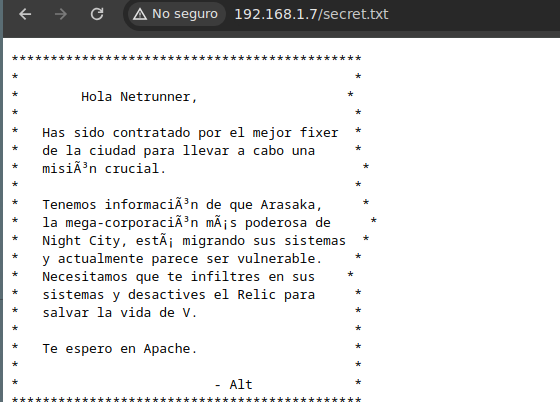 No seguro 192.168.1.7/secret.txt
*********************************************
* *
* Hola Netrunner, *
* *
* Has sido contratado por el mejor fixer *
* de la ciudad para llevar a cabo una *
* misiÃ³n crucial. *
* *
* Tenemos informaciÃ³n de que Arasaka, *
* la mega-corporaciÃ³n mÃ¡s poderosa de *
* Night City, estÃ¡ migrando sus sistemas *
* y actualmente parece ser vulnerable. *
* Necesitamos que te infiltres en sus *
* sistemas y desactives el Relic para *
* salvar la vida de V. *
* *
* Te espero en Apache. *
* *
* - Alt *
*********************************************